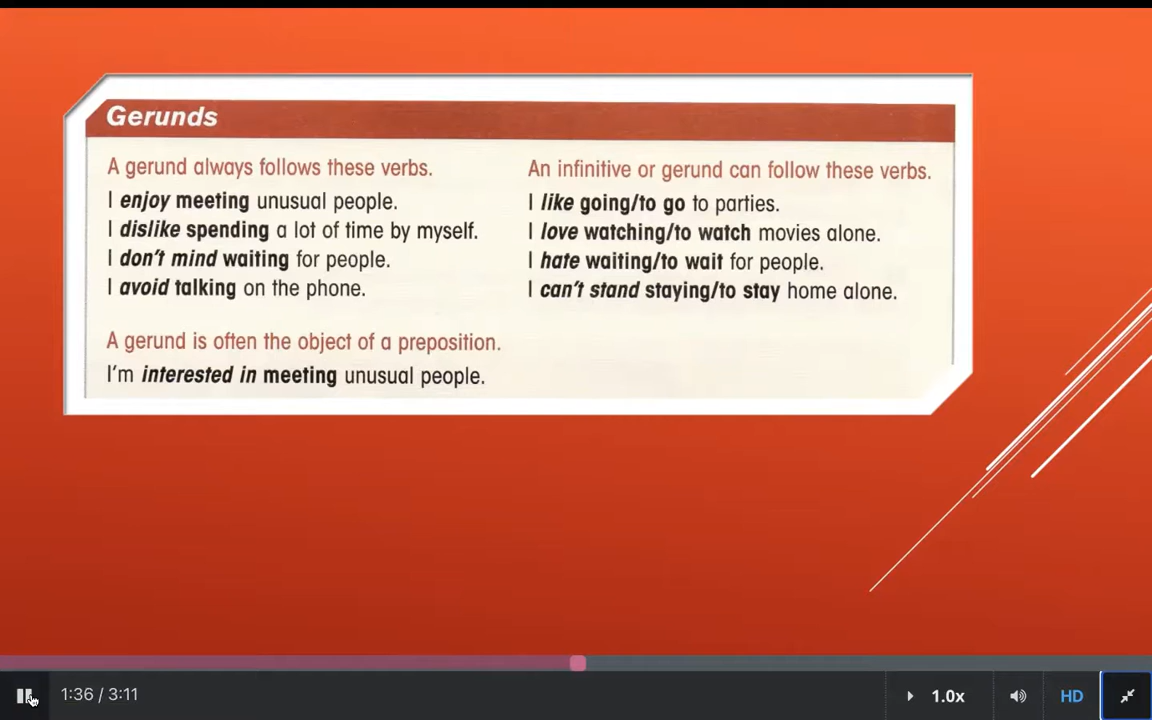 Gerunds
A gerund always follows these verbs.
I enjoy meeting unusual people.
I dislike spending a lot of time by myself.
I don't mind waiting for people.
I avoid talking on the phone.
A gerund is often the object of a preposition.
I'm interested in meeting unusual people.
An infinitive or gerund can follow these verbs.
I like going/to go to parties.
I love watching/to watch movies alone.
I hate waiting/to wait for people.
I can't stand staying/to stay home alone.
1:36 / 3:11
1.0x
HD